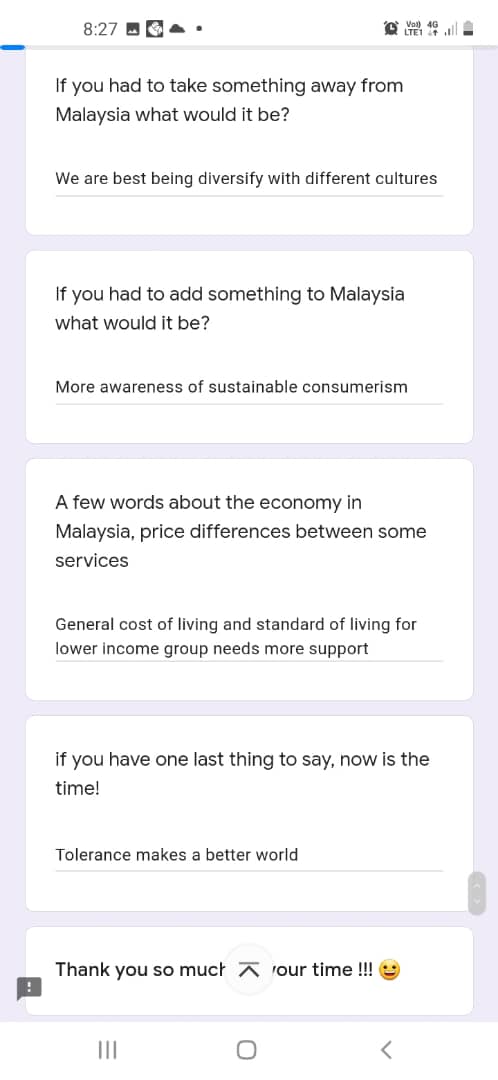 8:27
Vo)) 4G
LTE1
If you had to take something away from
Malaysia what would it be?
We are best being diversify with different cultures
If you had to add something to Malaysia
what would it be?
More awareness of sustainable consumerism
A few words about the economy in
Malaysia, price differences between some
services
General cost of living and standard of living for
lower income group needs more support
if you have one last thing to say, now is the
time!
Tolerance makes a better world
Thank you so much your time !!! 😀